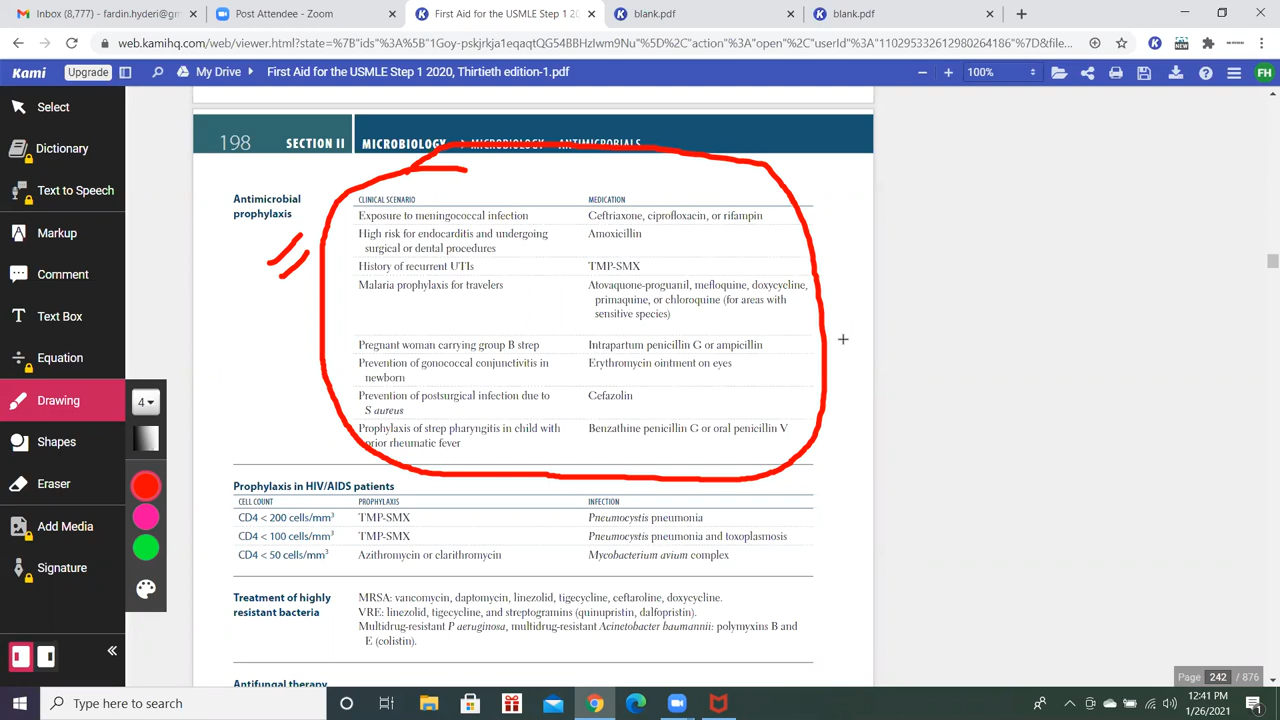 Inbox (8,777) - fardin.hyderi@gm
Post Attendee - Zoom
First Aid for the USMLE Step 1 202
blank.pdf
blank.pdf
web.kamihq.com/web/viewer.html?state=%7B"ids"%3A%5B"1Goy-pskjkja1eqaqtQG54BBHzIwm9Nu"%5D%2C"action"%3A"open"%2C"userId"%3A"110295332612980264186"%7D&file...
NEW
Kami
Upgrade
My Drive
First Aid for the USMLE Step 1 2020, Thirtieth edition-1.pdf
100%
FH
Select
Dictionary
Text to Speech
Markup
Comment
Text Box
Equation
Drawing
4
Shapes
Eraser
Add Media
Signature
198 SECTION II MICROBIOLOGY MICROBIOLOGY—ANTIMICROBIALS
Antimicrobial
prophylaxis
CLINICAL SCENARIO MEDICATION
Exposure to meningococcal infection Ceftriaxone, ciprofloxacin, or rifampin
High risk for endocarditis and undergoing Amoxicillin
surgical or dental procedures
History of recurrent UTIs TMP-SMX
Malaria prophylaxis for travelers Atovaquone-proguanil, mefloquine, doxycycline,
primaquine, or chloroquine (for areas with
sensitive species)
Pregnant woman carrying group B strep Intrapartum penicillin G or ampicillin
Prevention of gonococcal conjunctivitis in Erythromycin ointment on eyes
newborn
Prevention of postsurgical infection due to Cefazolin
S aureus
Prophylaxis of strep pharyngitis in child with Benzathine penicillin G or oral penicillin V
prior rheumatic fever
Prophylaxis in HIV/AIDS patients
CELL COUNT PROPHYLAXIS INFECTION
CD4 < 200 cells/mm³ TMP-SMX Pneumocystis pneumonia
CD4 < 100 cells/mm³ TMP-SMX Pneumocystis pneumonia and toxoplasmosis
CD4 < 50 cells/mm³ Azithromycin or clarithromycin Mycobacterium avium complex
Treatment of highly
resistant bacteria
MRSA: vancomycin, daptomycin, linezolid, tigecycline, ceftaroline, doxycycline.
VRE: linezolid, tigecycline, and streptogramins (quinupristin, dalfopristin).
Multidrug-resistant P aeruginosa, multidrug-resistant Acinetobacter baumannii: polymyxins B and
E (colistin).
Antifungal therapy
Page 242 / 876
Type here to search
12:41 PM
1/26/2021